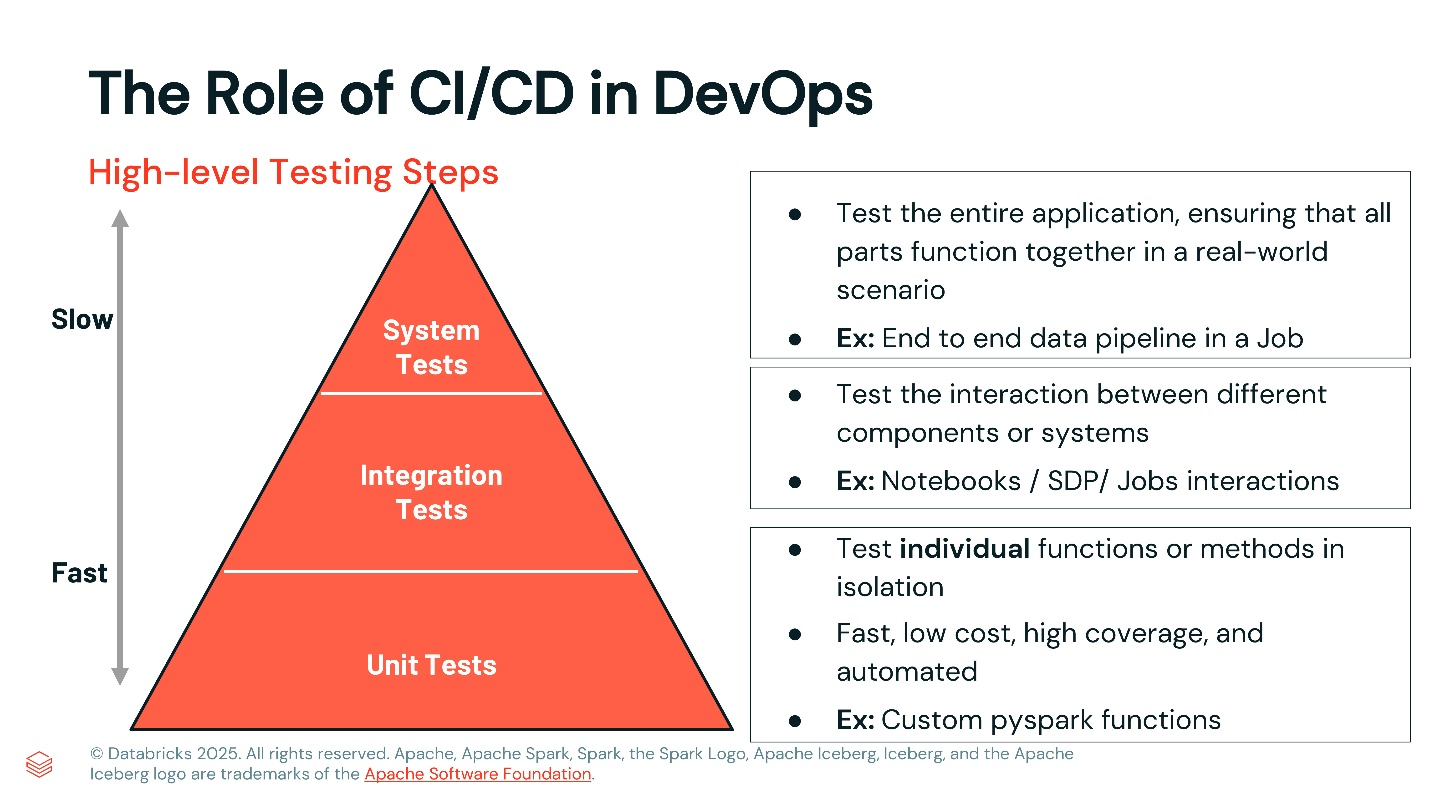 The Role of CI/CD in DevOps
High-level Testing Steps
Slow
Fast
System
Tests
Integration
Tests
Unit Tests
● Test the entire application, ensuring that all
parts function together in a real-world
scenario
● Ex: End to end data pipeline in a Job
● Test the interaction between different
components or systems
● Ex: Notebooks / SDP/ Jobs interactions
● Test individual functions or methods in
isolation
● Fast, low cost, high coverage, and
automated
● Ex: Custom pyspark functions
© Databricks 2025. All rights reserved. Apache, Apache Spark, Spark, the Spark Logo, Apache Iceberg, Iceberg, and the Apache
Iceberg logo are trademarks of the Apache Software Foundation.